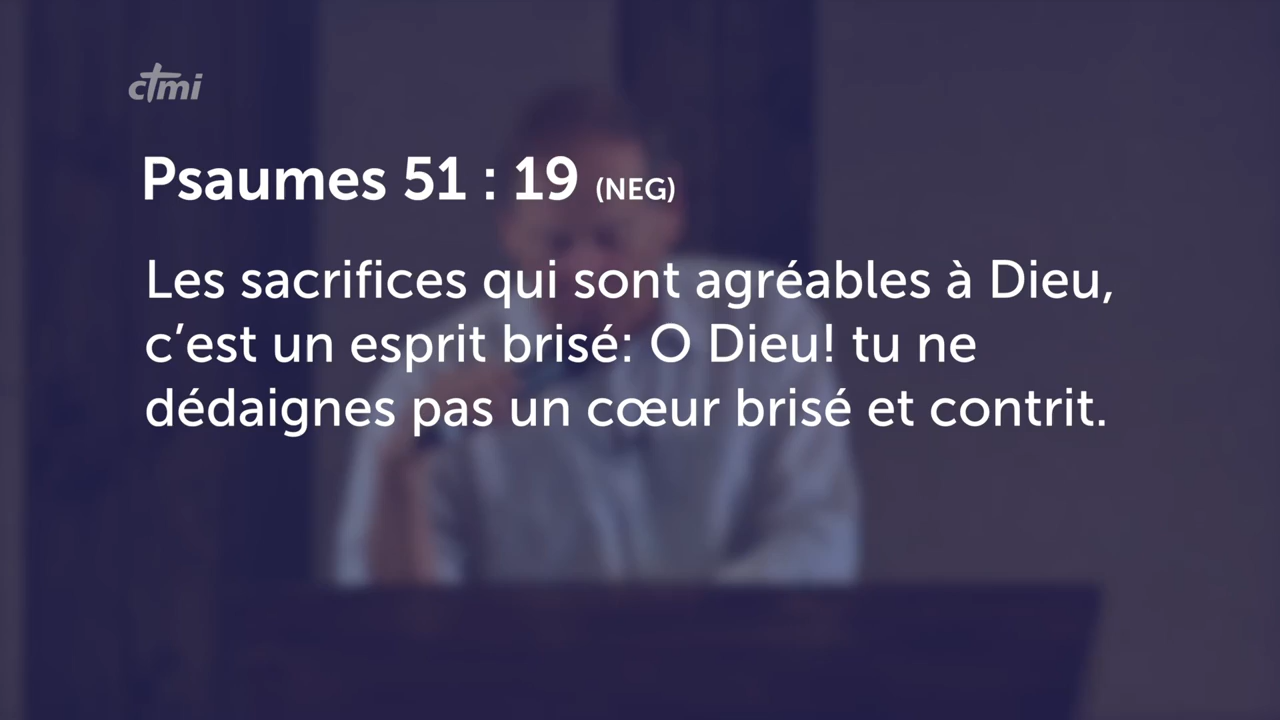 ctmi
Psaumes 51 : 19 (NEG)
Les sacrifices qui sont agréables à Dieu,
c’est un esprit brisé: O Dieu! tu ne
dédaignes pas un cœur brisé et contrit.